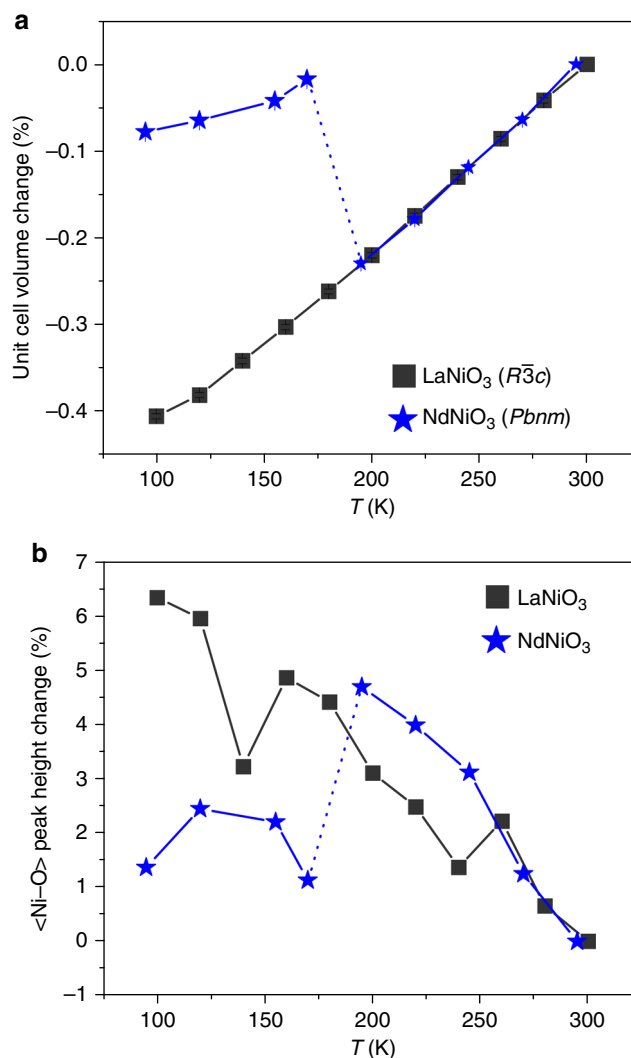 a
0.0
−0.1
−0.2
−0.3
−0.4
Unit cell volume change (%)
LaNiO₃ (R3̅c)
NdNiO₃ (Pbnm)
100 150 200 250 300
T (K)
b
7
6
5
4
3
2
1
0
−1
<Ni–O> peak height change (%)
LaNiO₃
NdNiO₃
100 150 200 250 300
T (K)